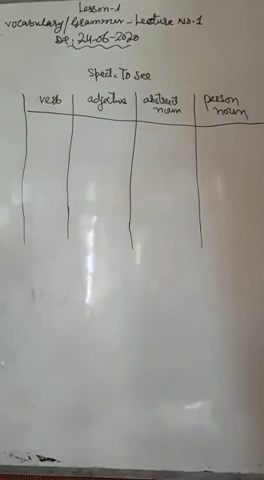 Lesson-1
Vocabulary/Grammer-Lecture No.1
Dt: 24-06-2020
Spect: To see
verb adjective abstract noun person noun